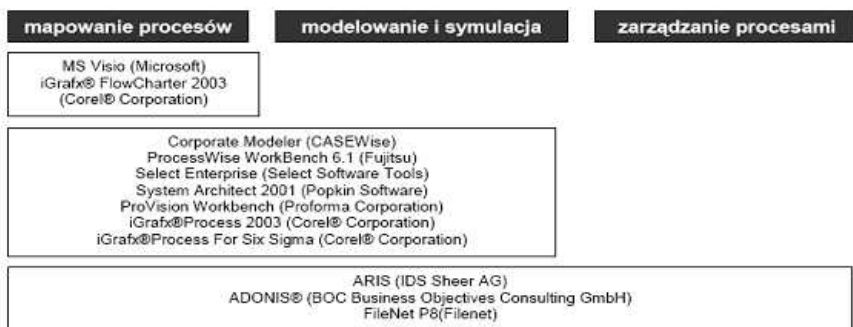 mapowanie procesów
modelowanie i symulacja
zarządzanie procesami
MS Visio (Microsoft)
iGrafx® FlowCharter 2003
(Corel® Corporation)
Corporate Modeler (CASEWise)
ProcessWise WorkBench 6.1 (Fujitsu)
Select Enterprise (Select Software Tools)
System Architect 2001 (Popkin Software)
ProVision Workbench (Proforma Corporation)
iGrafx®Process 2003 (Corel® Corporation)
iGrafx®Process For Six Sigma (Corel® Corporation)
ARIS (IDS Sheer AG)
ADONIS® (BOC Business Objectives Consulting GmbH)
FileNet P8(Filenet)